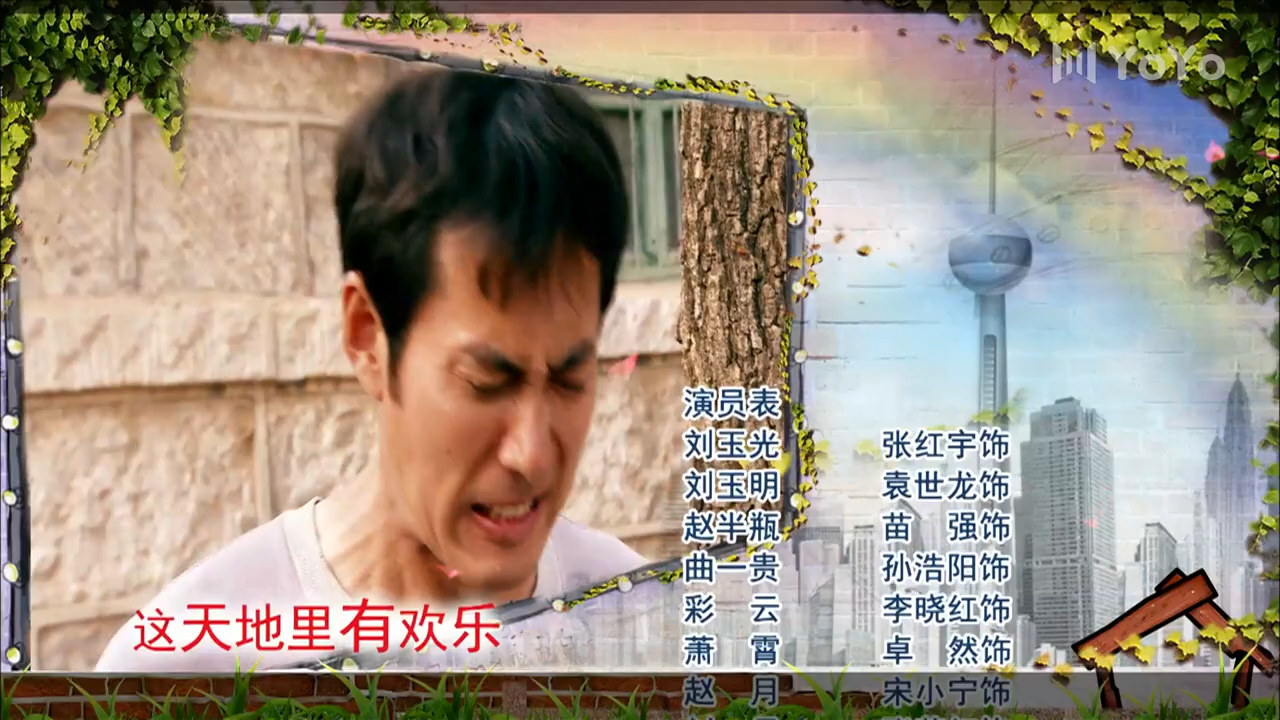 YOYO
演员表
刘玉光 张红宇饰
刘玉明 袁世龙饰
赵半瓶 苗 强饰
曲一贵 孙浩阳饰
彩 云 李晓红饰
萧 霄 卓 然饰
赵 月 宋小宁饰
这天地里有欢乐